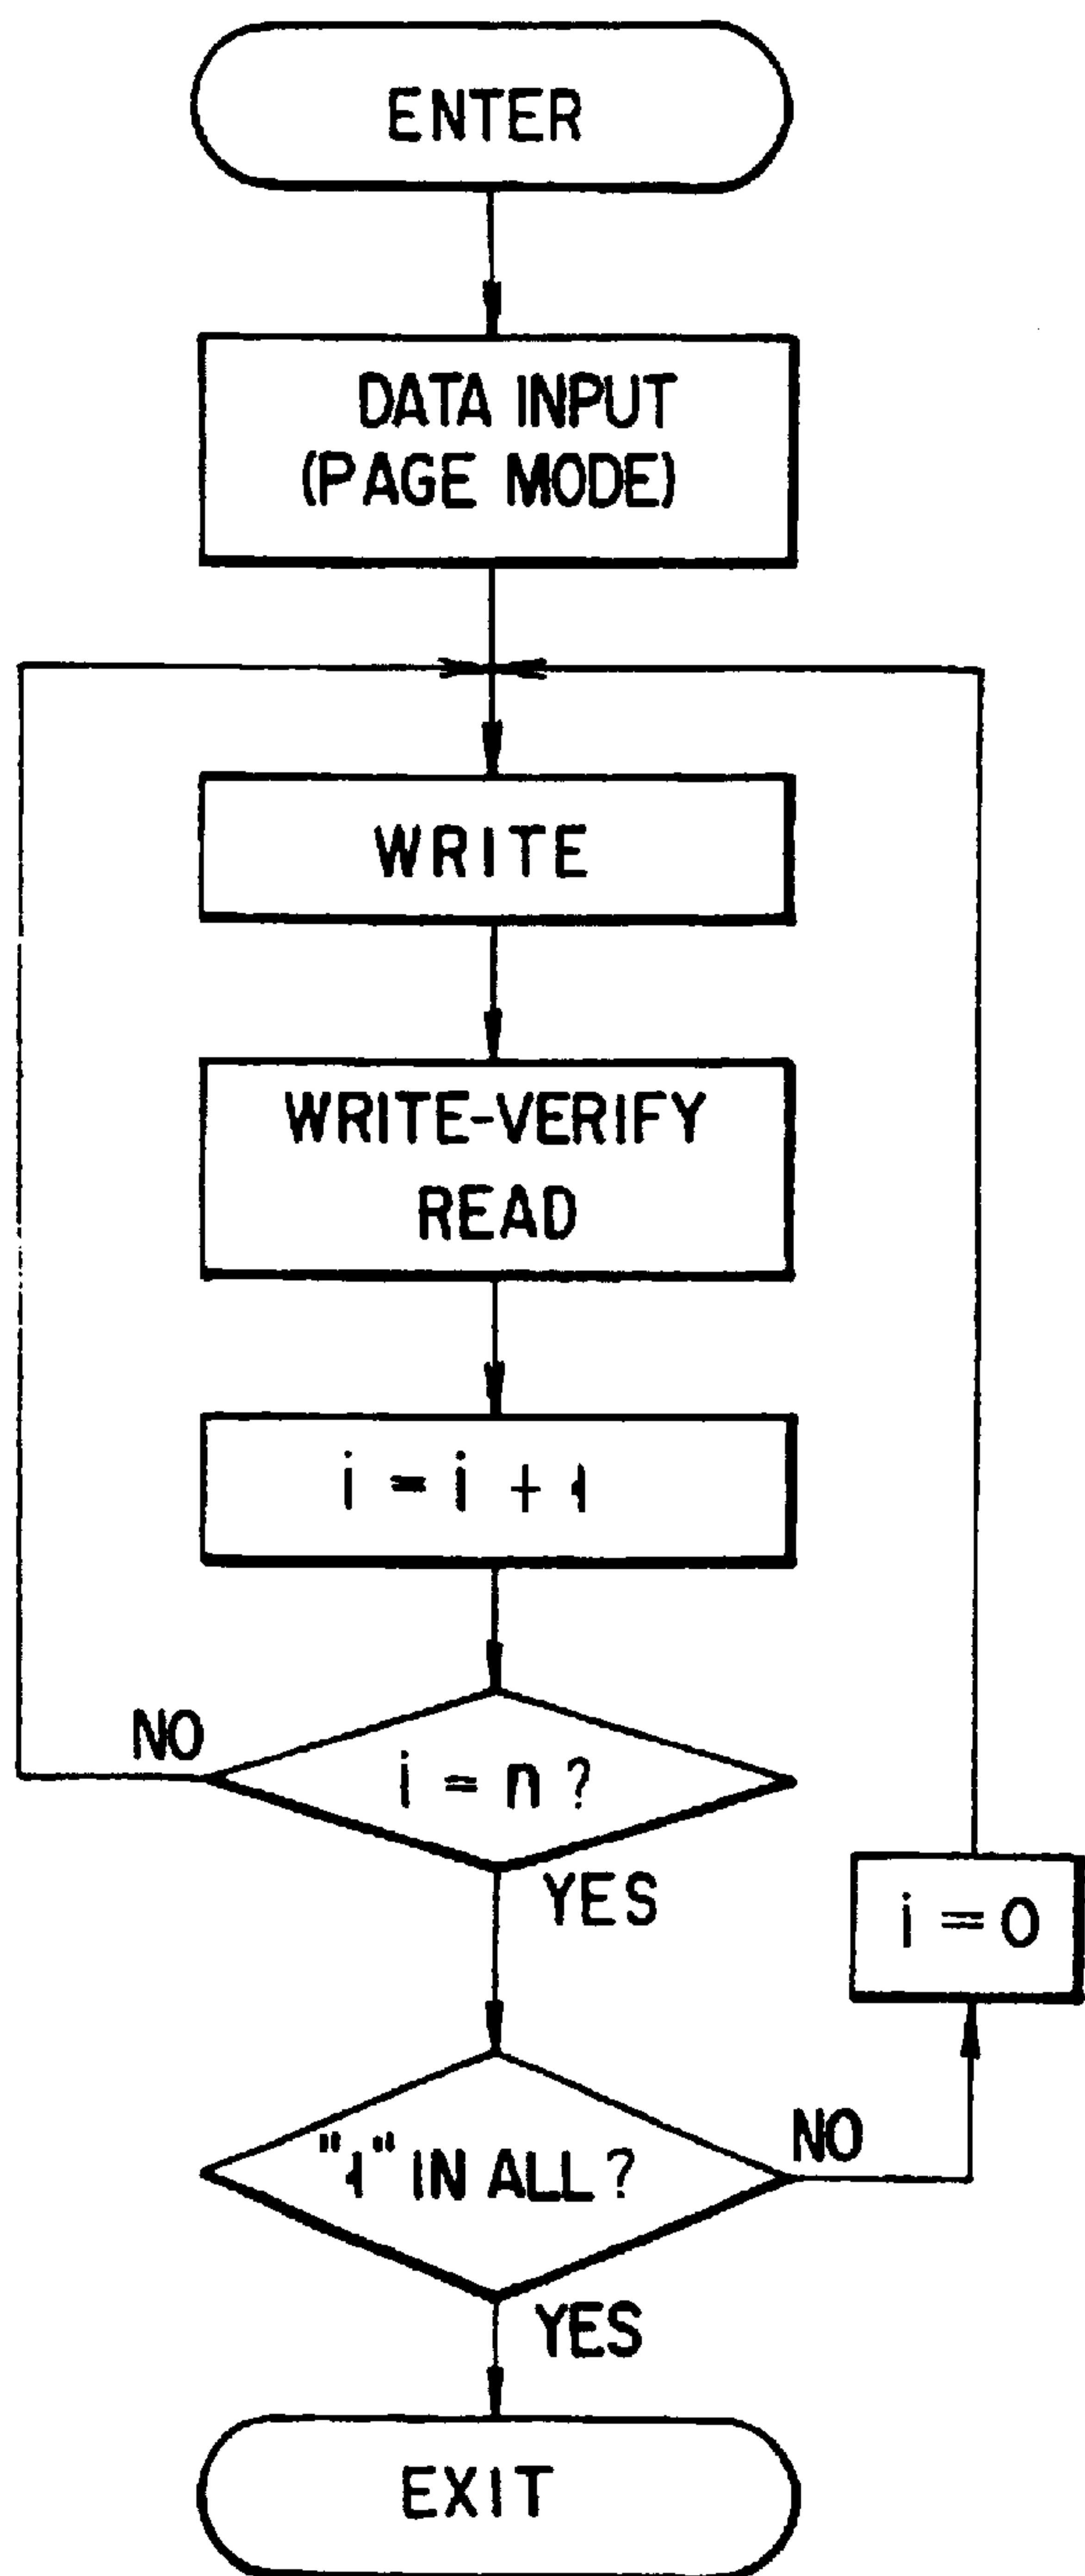 ENTER
DATA INPUT
(PAGE MODE)
WRITE
WRITE-VERIFY
READ
i = i + 1
NO
i = n ?
YES
i = 0
"1" IN ALL ?
NO
YES
EXIT